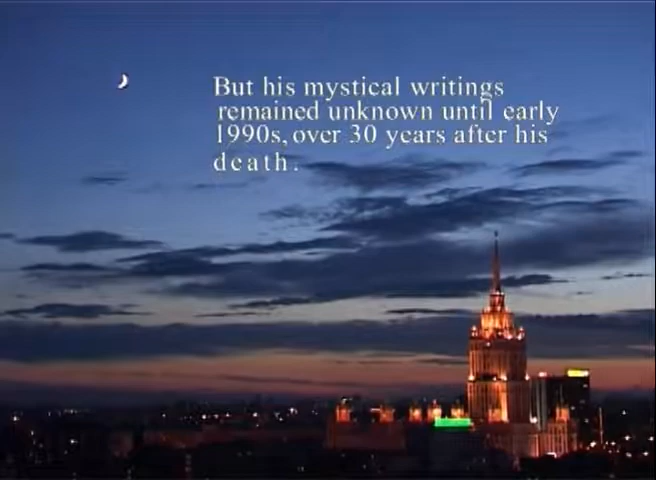 But his mystical writings
remained unknown until early
1990s, over 30 years after his
death.